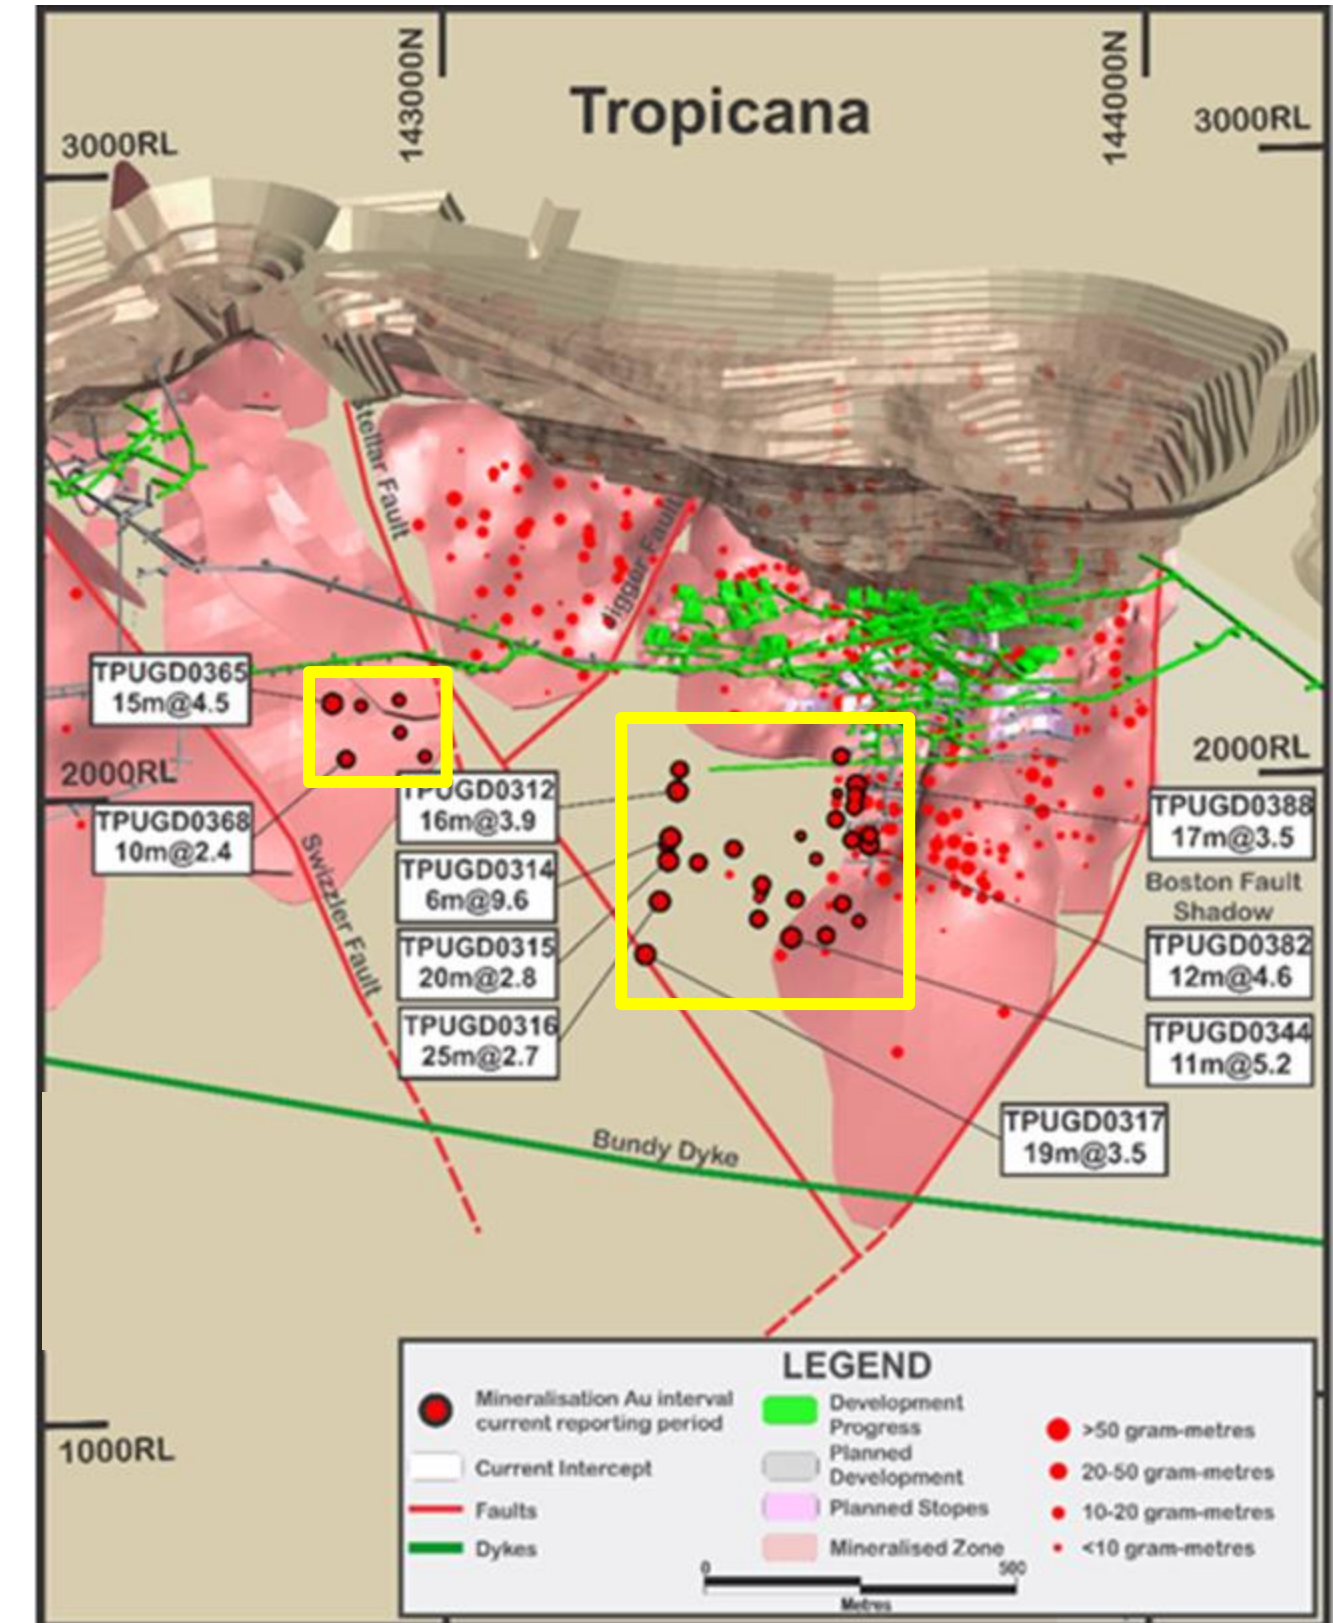 143000N
144000N
Tropicana
3000RL
3000RL
Stellar Fault
Jigger Fault
TPUGD0365
15m@4.5
2000RL
2000RL
TPUGD0312
16m@3.9
TPUGD0388
17m@3.5
TPUGD0368
10m@2.4
Swizzler Fault
TPUGD0314
6m@9.6
Boston Fault
Shadow
TPUGD0315
20m@2.8
TPUGD0382
12m@4.6
TPUGD0316
25m@2.7
TPUGD0344
11m@5.2
TPUGD0317
19m@3.5
Bundy Dyke
1000RL
LEGEND
Mineralisation Au interval
current reporting period
Current Intercept
Faults
Dykes
Development
Progress
Planned
Development
Planned Stopes
Mineralised Zone
>50 gram-metres
20-50 gram-metres
10-20 gram-metres
<10 gram-metres
0 500
Metres